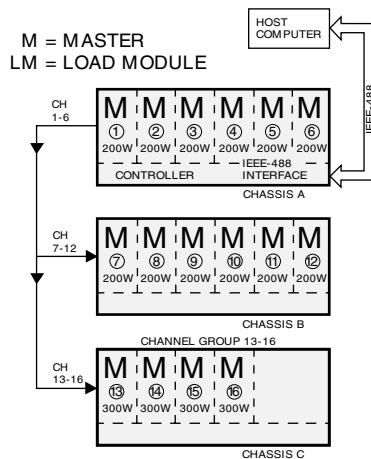 M = MASTER
LM = LOAD MODULE
HOST
COMPUTER
IEEE-488
CH
1-6
M M M M M M
① ② ③ ④ ⑤ ⑥
200W 200W 200W 200W 200W 200W
CONTROLLER
IEEE-488
INTERFACE
CHASSIS A
CH
7-12
M M M M M M
⑦ ⑧ ⑨ ⑩ ⑪ ⑫
200W 200W 200W 200W 200W 200W
CHASSIS B
CHANNEL GROUP 13-16
CH
13-16
M M M M
⑬ ⑭ ⑮ ⑯
300W 300W 300W 300W
CHASSIS C